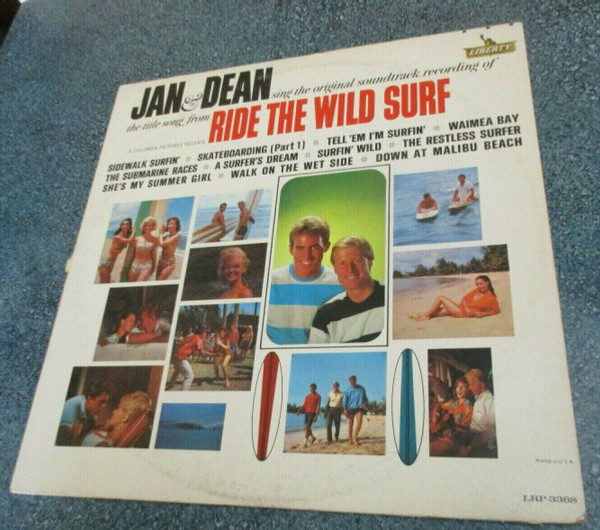 LIBERTY
JAN & DEAN sing the original soundtrack recording of
the title song from RIDE THE WILD SURF
A COLUMBIA PICTURES RELEASE
SIDEWALK SURFIN' SKATEBOARDING (Part 1) TELL 'EM I'M SURFIN' WAIMEA BAY
THE SUBMARINE RACES A SURFER'S DREAM SURFIN' WILD THE RESTLESS SURFER
SHE'S MY SUMMER GIRL WALK ON THE WET SIDE DOWN AT MALIBU BEACH
Printed in U.S.A.
LRP-3368